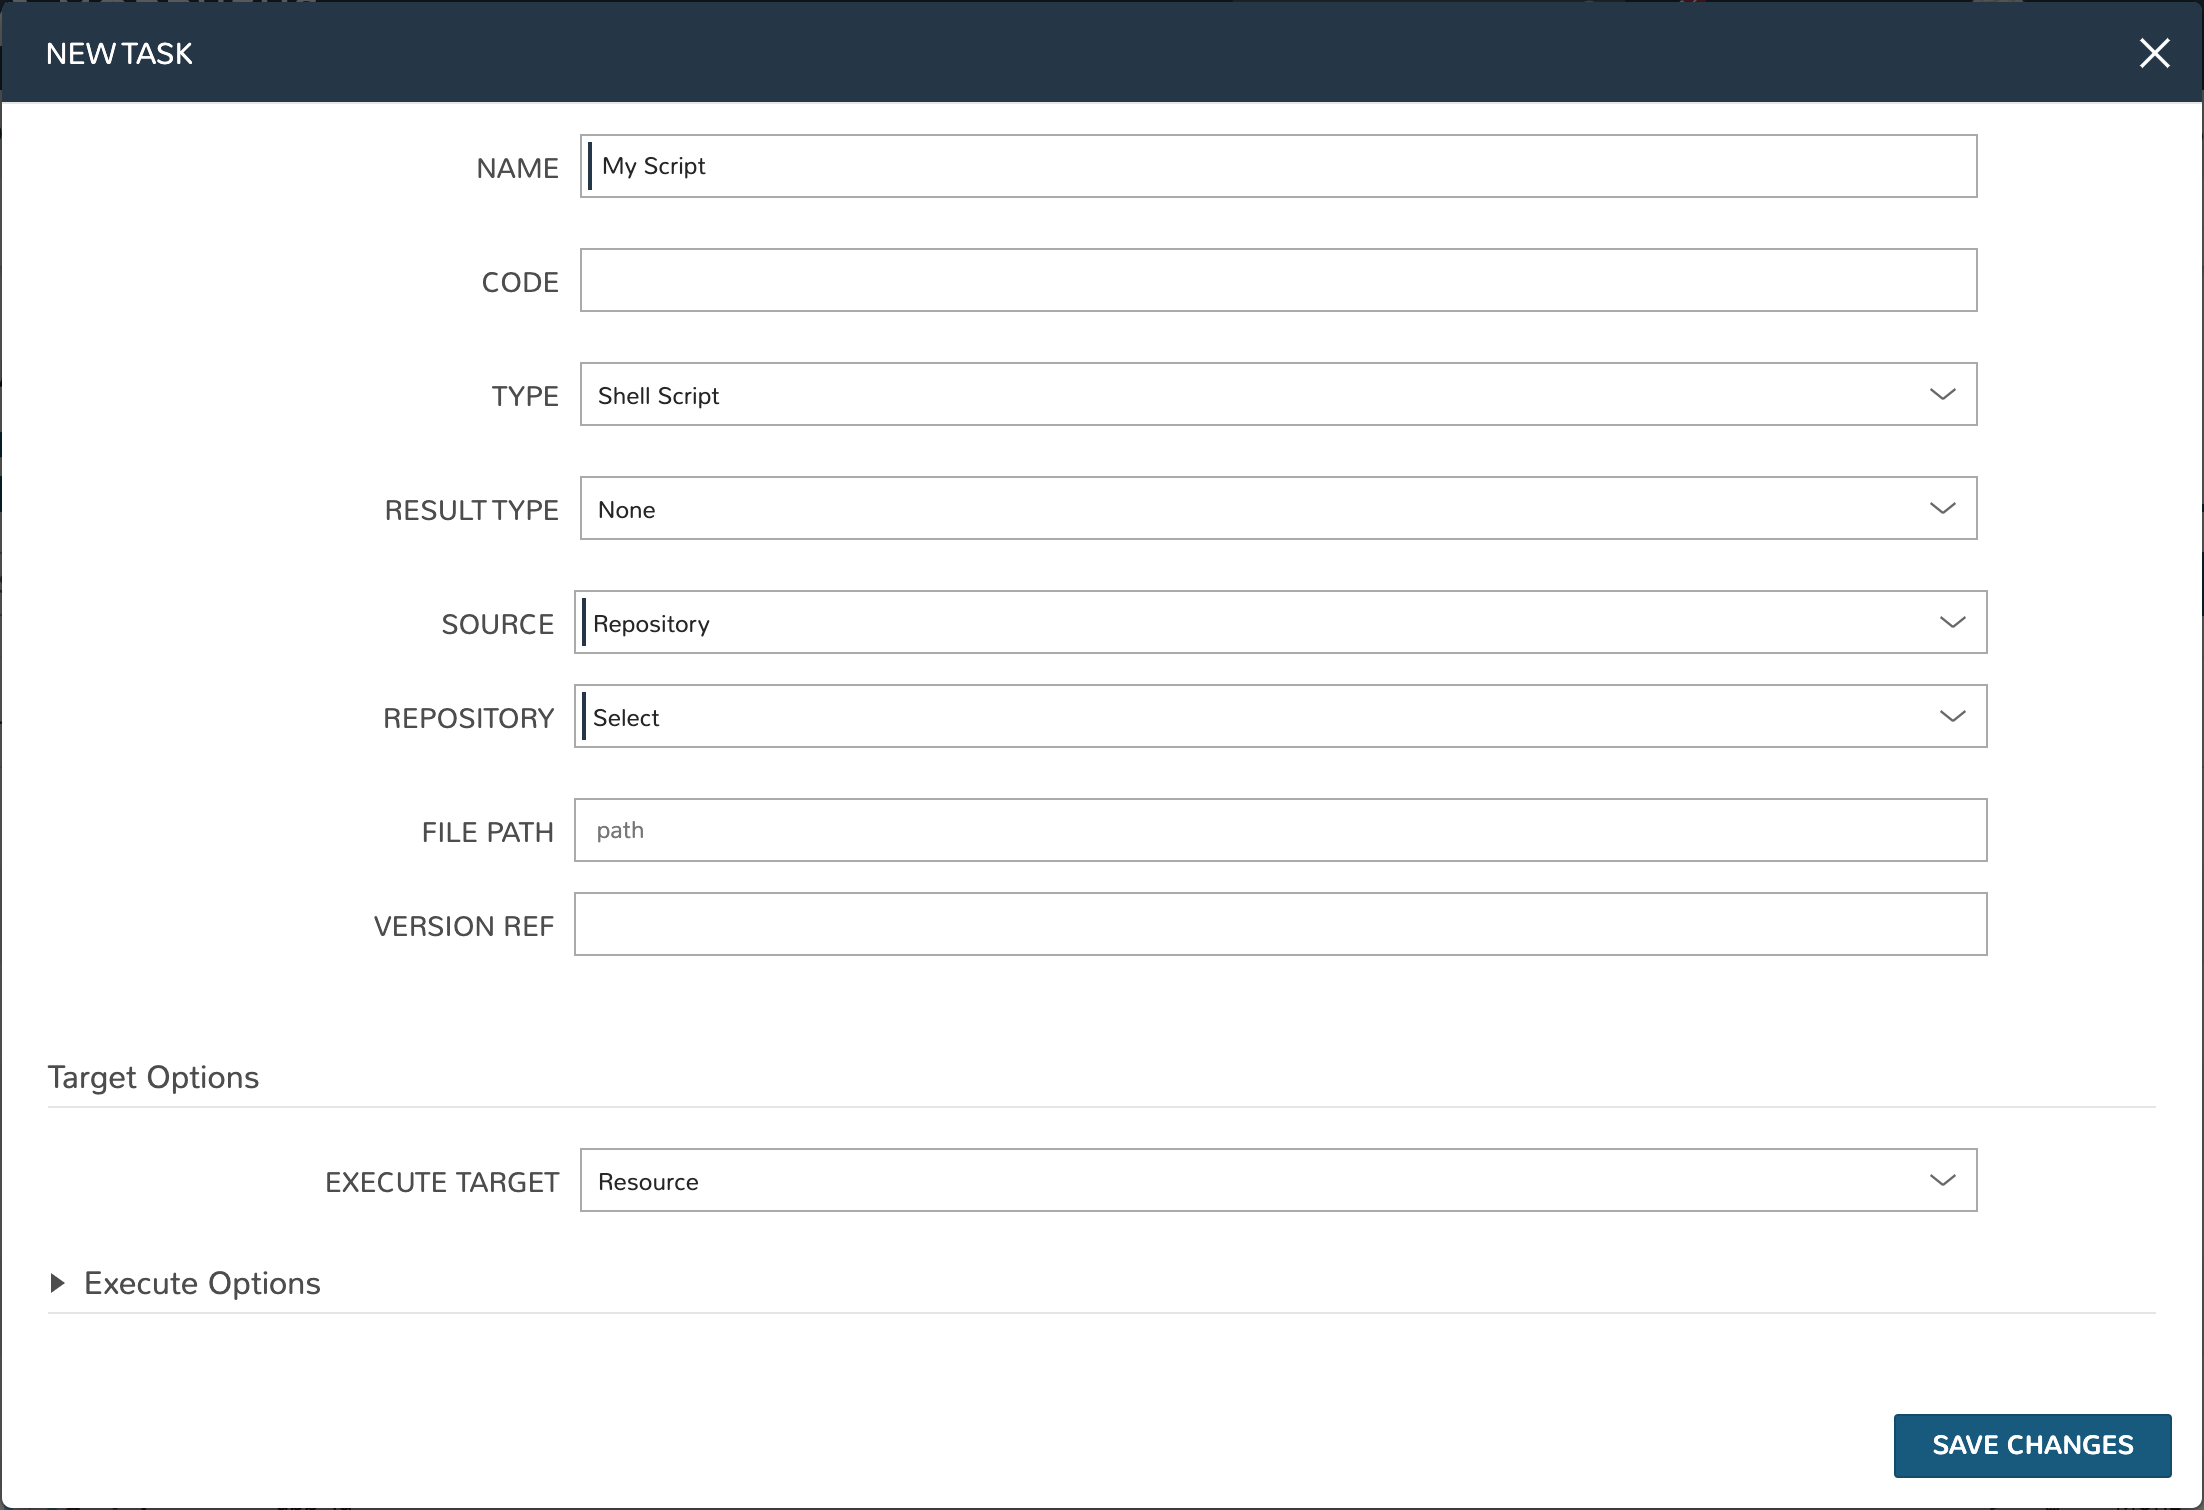 NEW TASK
NAME My Script
CODE
TYPE Shell Script
RESULT TYPE None
SOURCE Repository
REPOSITORY Select
FILE PATH path
VERSION REF
Target Options
EXECUTE TARGET Resource
Execute Options
SAVE CHANGES